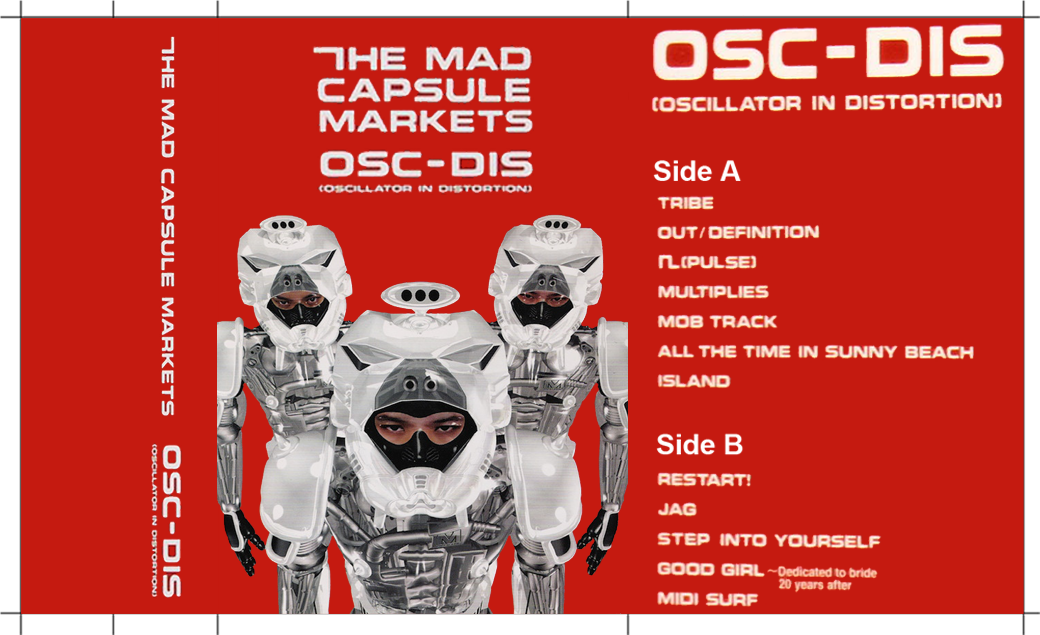 THE MAD CAPSULE MARKETS
OSC-DIS
(OSCILLATOR IN DISTORTION)
THE MAD
CAPSULE
MARKETS
OSC-DIS
(OSCILLATOR IN DISTORTION)
OSC-DIS
(OSCILLATOR IN DISTORTION)
Side A
TRIBE
OUT/DEFINITION
⎍(PULSE)
MULTIPLIES
MOB TRACK
ALL THE TIME IN SUNNY BEACH
ISLAND
Side B
RESTART!
JAG
STEP INTO YOURSELF
GOOD GIRL ~Dedicated to bride
20 years after
MIDI SURF